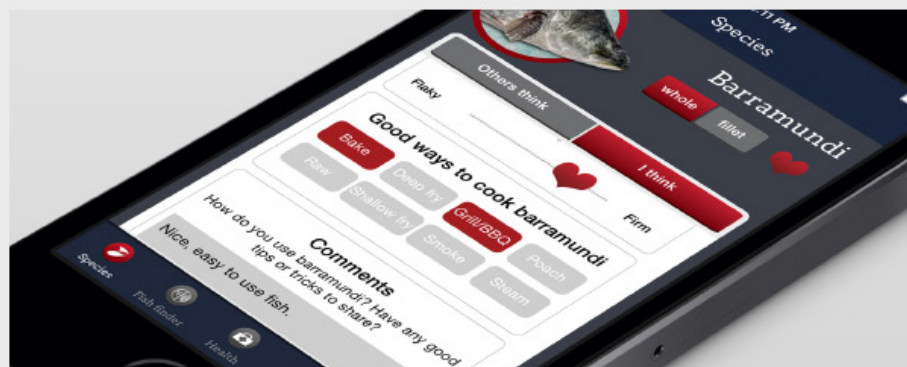 11 PM
Species
Barramundi
whole fillet
Others think I think
Flaky Firm
Good ways to cook barramundi
Bake Deep fry Grill/BBQ Poach
Raw Shallow fry Smoke Steam
Comments
How do you use barramundi? Have any good
tips or tricks to share?
Nice, easy to use fish.
Species Fish finder Health